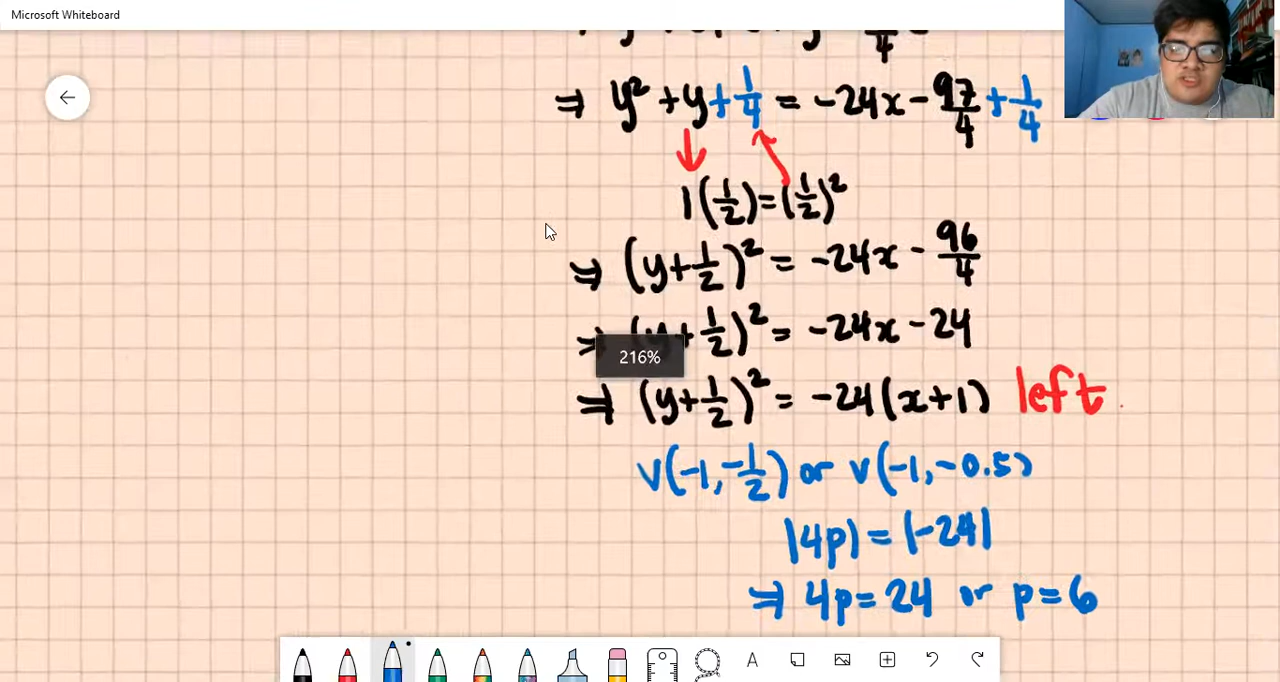 Microsoft Whiteboard
⇒ y² + y + 1/4 = -24x - 97/4 + 1/4
1(1/2) = (1/2)²
⇒ (y + 1/2)² = -24x - 96/4
⇒ (y + 1/2)² = -24x - 24
216%
⇒ (y + 1/2)² = -24(x + 1) left
V(-1, -1/2) or V(-1, -0.5)
|4p| = |-24|
⇒ 4p = 24 or p = 6
A